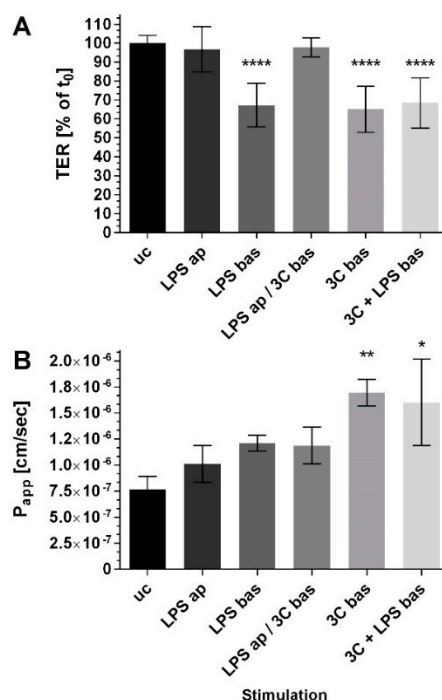 A
TER [% of t₀]
110
100
90
80
70
60
50
40
30
20
10
0
****
****
****
uc
LPS ap
LPS bas
LPS ap / 3C bas
3C bas
3C + LPS bas
B
Papp [cm/sec]
2.0×10⁻⁶
1.8×10⁻⁶
1.5×10⁻⁶
1.2×10⁻⁶
1.0×10⁻⁶
7.5×10⁻⁷
5.0×10⁻⁷
2.5×10⁻⁷
0
**
*
uc
LPS ap
LPS bas
LPS ap / 3C bas
3C bas
3C + LPS bas
Stimulation